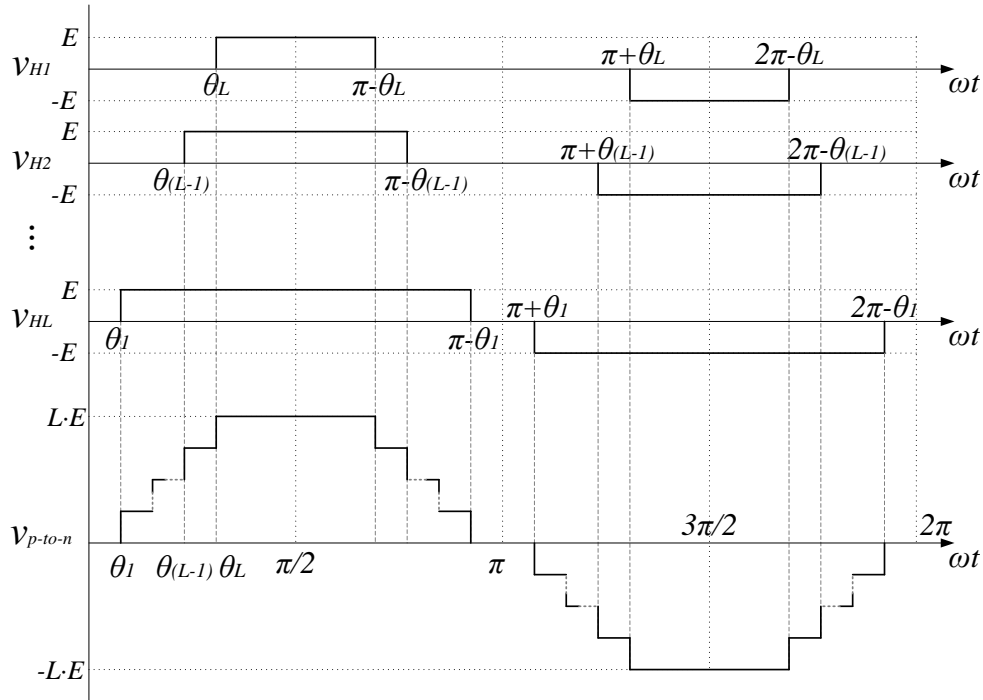 E
v_H1
θ_L
π-θ_L
π+θ_L
2π-θ_L
ωt
-E
E
v_H2
θ_(L-1)
π-θ_(L-1)
π+θ_(L-1)
2π-θ_(L-1)
ωt
-E
⋮
E
v_HL
θ_1
π-θ_1
π+θ_1
2π-θ_1
ωt
-E
L·E
v_p-to-n
θ_1
θ_(L-1)
θ_L
π/2
π
3π/2
2π
ωt
-L·E